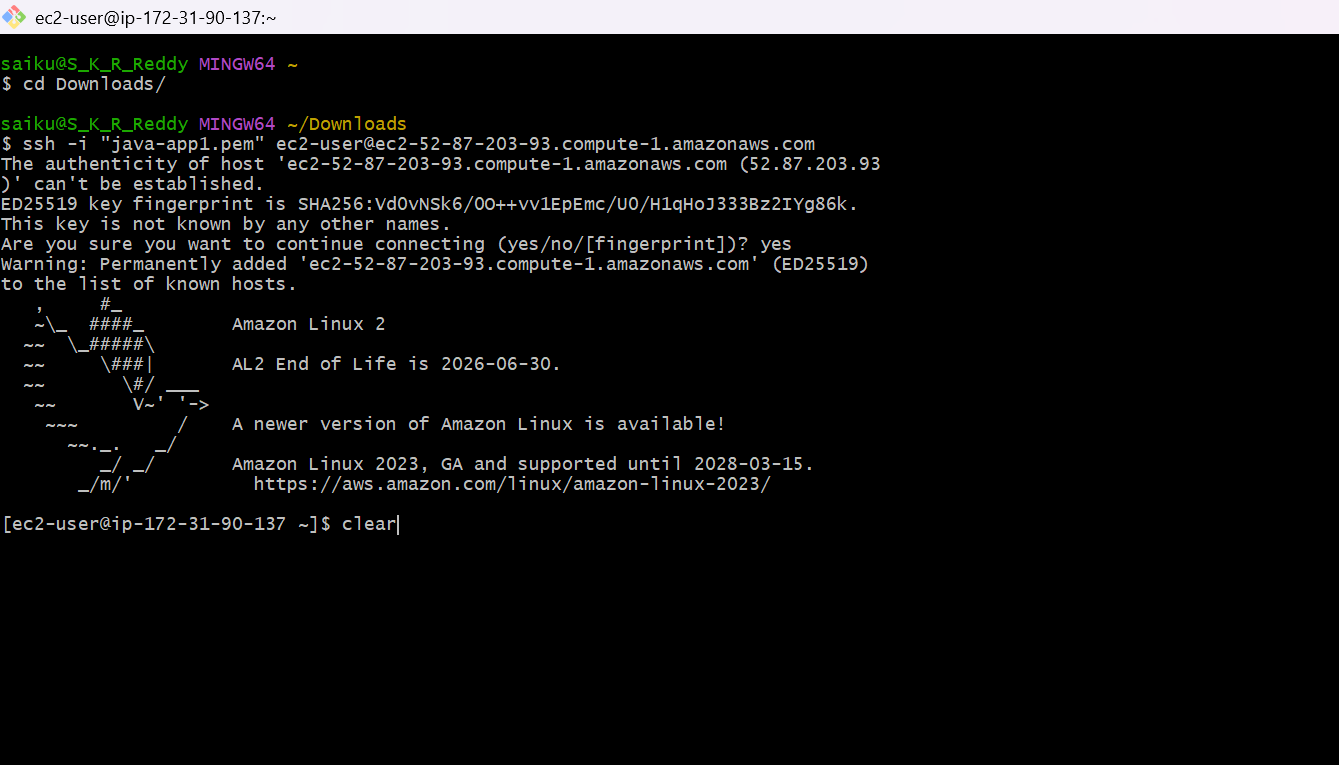 ec2-user@ip-172-31-90-137:~
saiku@S_K_R_Reddy MINGW64 ~
$ cd Downloads/
saiku@S_K_R_Reddy MINGW64 ~/Downloads
$ ssh -i "java-app1.pem" ec2-user@ec2-52-87-203-93.compute-1.amazonaws.com
The authenticity of host 'ec2-52-87-203-93.compute-1.amazonaws.com (52.87.203.93
)' can't be established.
ED25519 key fingerprint is SHA256:VdOvNSk6/0O++vv1EpEmc/U0/H1qHoJ333Bz2IYg86k.
This key is not known by any other names.
Are you sure you want to continue connecting (yes/no/[fingerprint])? yes
Warning: Permanently added 'ec2-52-87-203-93.compute-1.amazonaws.com' (ED25519)
to the list of known hosts.
   ,     #_
   ~\_  ####_        Amazon Linux 2
  ~~  \_#####\
  ~~     \###|       AL2 End of Life is 2026-06-30.
  ~~       \#/ ___
   ~~       V~' '->
    ~~~         /    A newer version of Amazon Linux is available!
      ~~._.   _/
         _/ _/       Amazon Linux 2023, GA and supported until 2028-03-15.
       _/m/'           https://aws.amazon.com/linux/amazon-linux-2023/
[ec2-user@ip-172-31-90-137 ~]$ clear